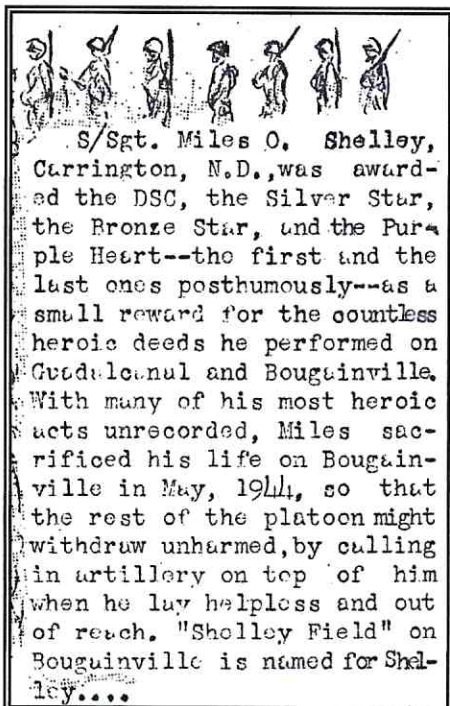 S/Sgt. Miles O. Shelley,
Carrington, N.D.,was award-
ed the DSC, the Silver Star,
the Bronze Star, and the Pur-
ple Heart--the first and the
last ones posthumously--as a
small reward for the countless
heroic deeds he performed on
Guadalcanal and Bougainville.
With many of his most heroic
acts unrecorded, Miles sac-
rificed his life on Bougain-
ville in May, 1944, so that
the rest of the platoon might
withdraw unharmed,by calling
in artillery on top of him
when he lay helpless and out
of reach. "Shelley Field" on
Bougainville is named for Shel-
ley....